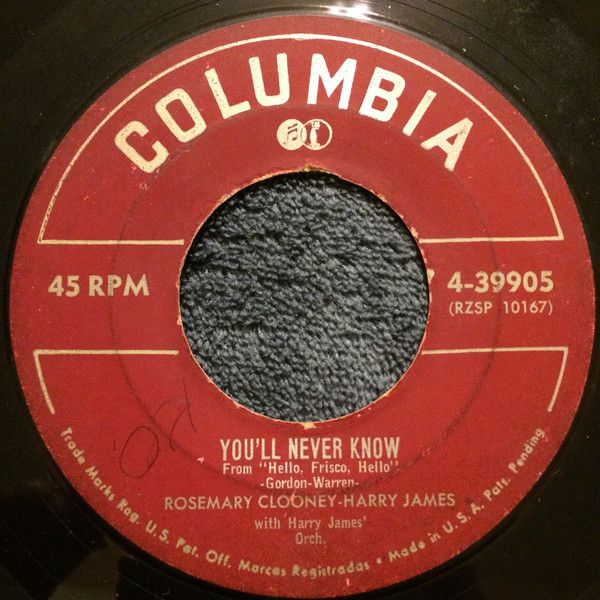 COLUMBIA
45 RPM
4-39905
(RZSP 10167)
YOU'LL NEVER KNOW
From "Hello, Frisco, Hello"
-Gordon-Warren-
ROSEMARY CLOONEY-HARRY JAMES
with Harry James'
Orch.
Trade Marks Reg. U.S. Pat. Off. Marcas Registradas • Made in U.S.A. Patt. Pending